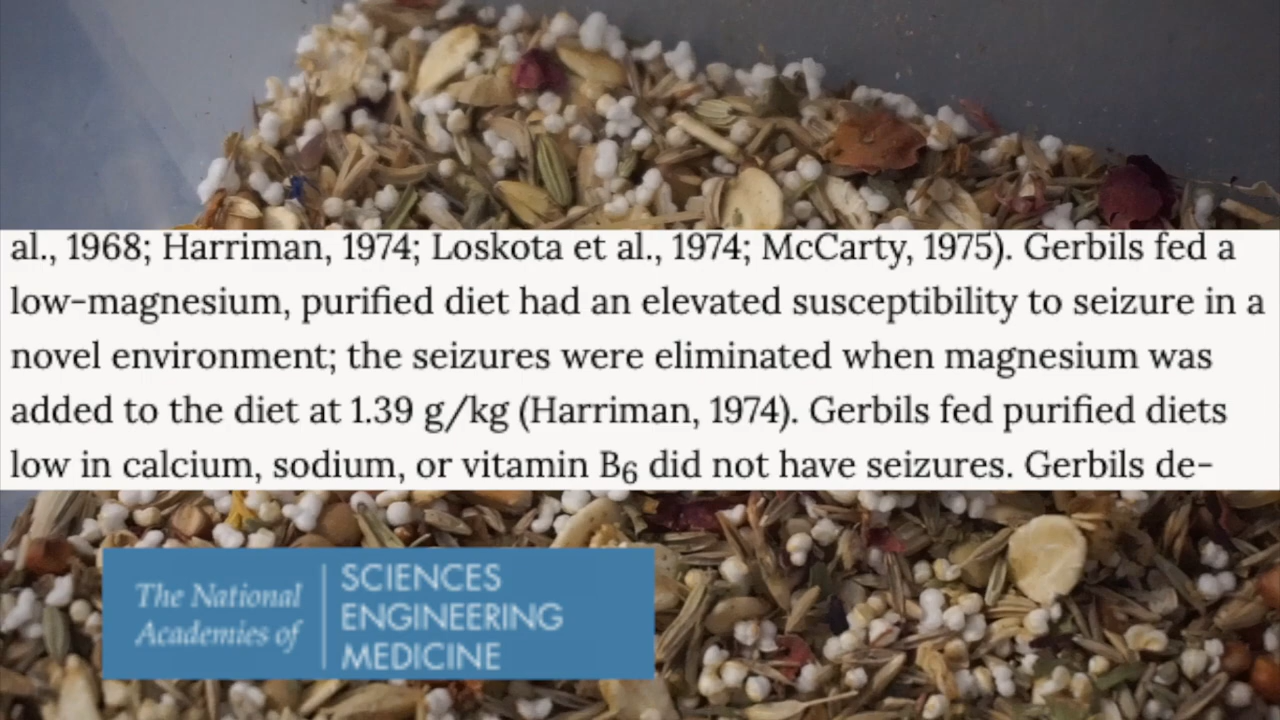 al., 1968; Harriman, 1974; Loskota et al., 1974; McCarty, 1975). Gerbils fed a
low-magnesium, purified diet had an elevated susceptibility to seizure in a
novel environment; the seizures were eliminated when magnesium was
added to the diet at 1.39 g/kg (Harriman, 1974). Gerbils fed purified diets
low in calcium, sodium, or vitamin B6 did not have seizures. Gerbils de-
The National
Academies of
SCIENCES
ENGINEERING
MEDICINE